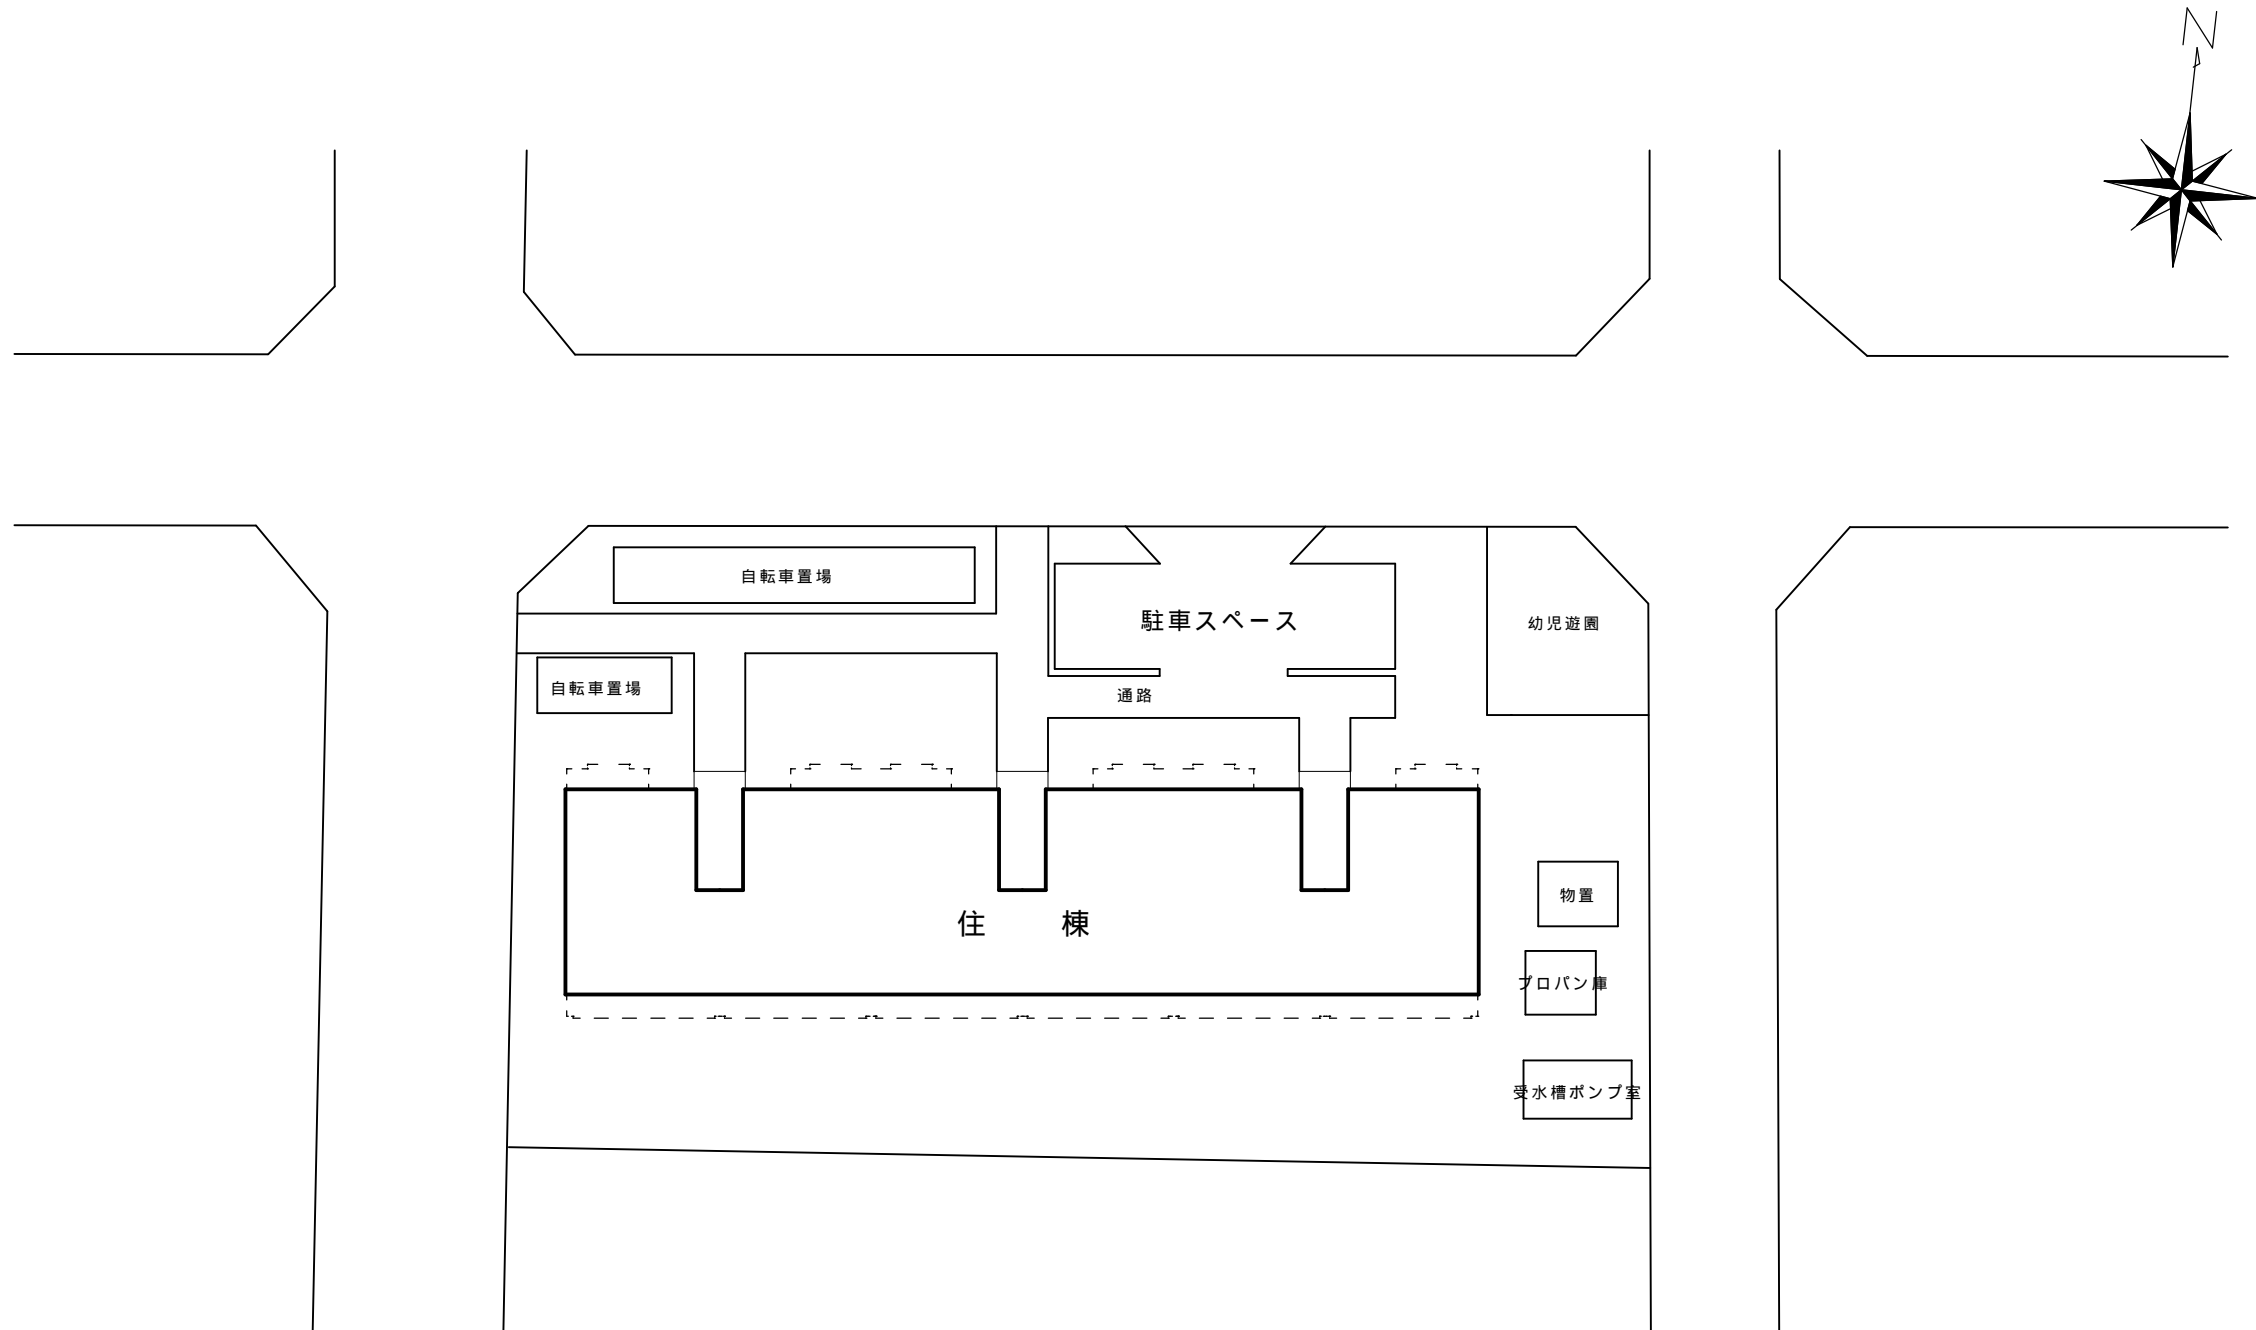 N
自転車置場
駐車スペース
幼児遊園
自転車置場
通路
物置
住 棟
プロパン庫
受水槽ポンプ室